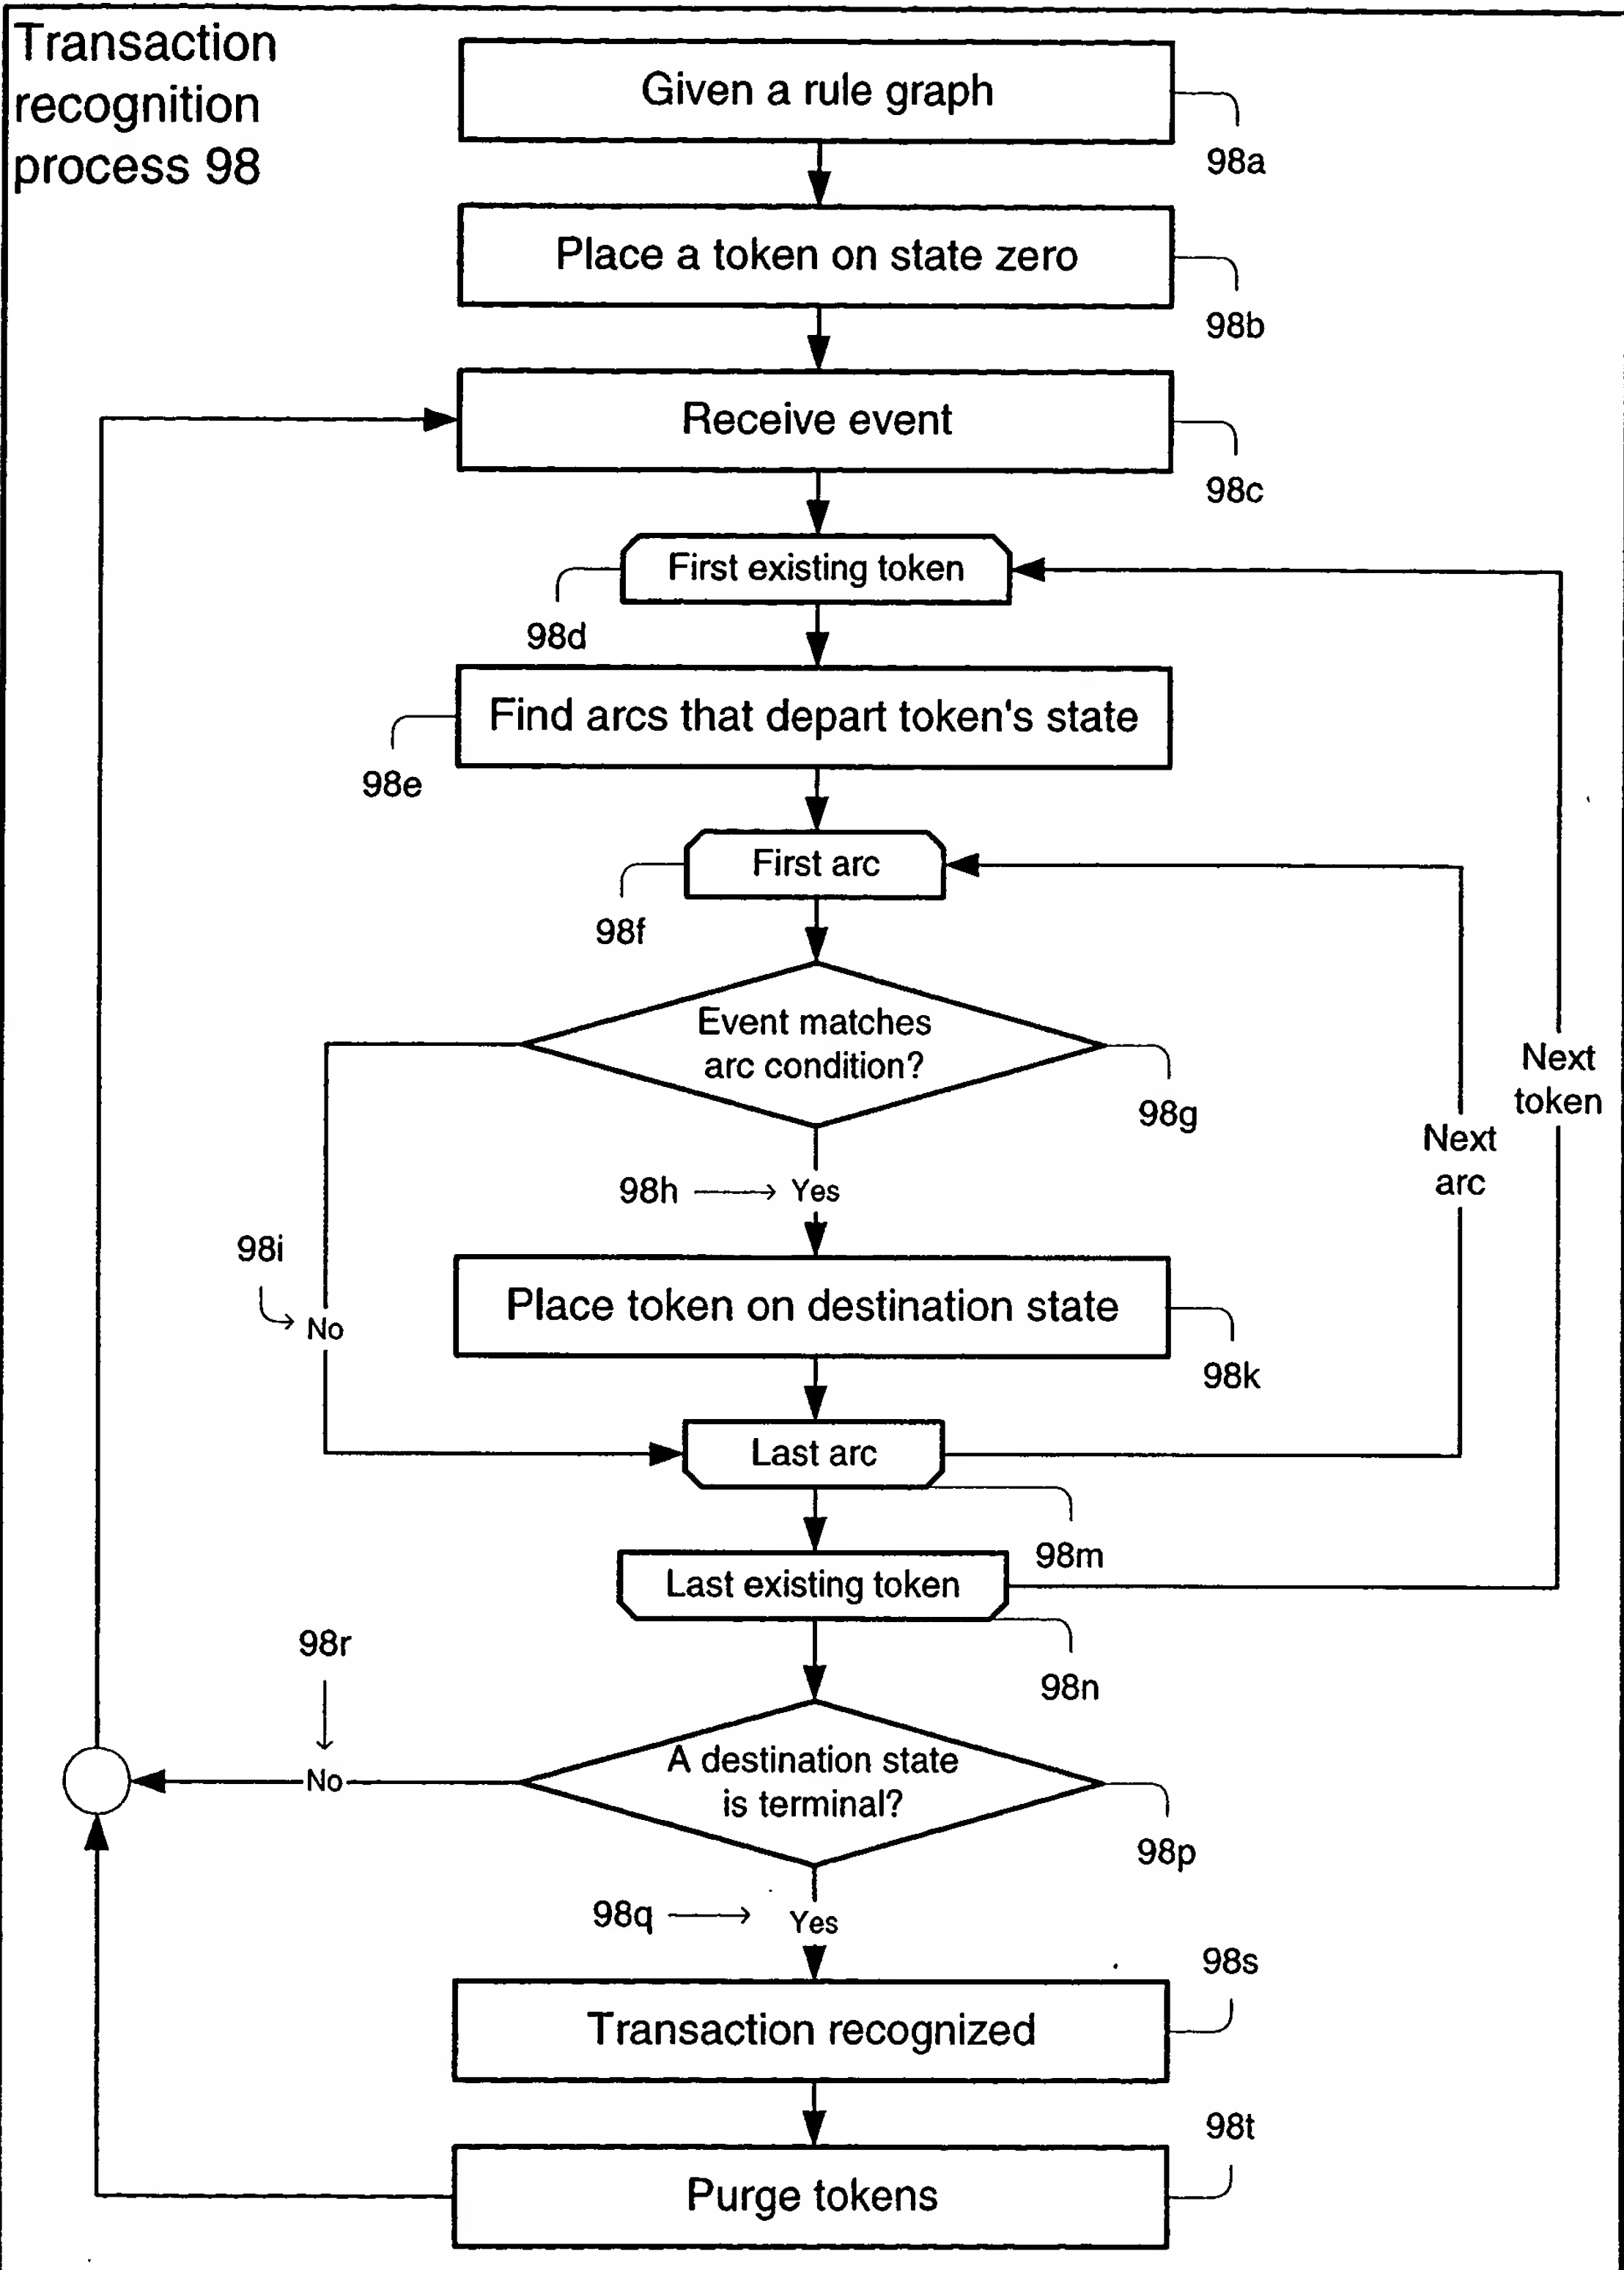 Transaction
recognition
process 98
Given a rule graph
98a
Place a token on state zero
98b
Receive event
98c
First existing token
98d
Find arcs that depart token's state
98e
First arc
98f
Event matches
arc condition?
98g
Next
token
Next
arc
98h
Yes
98i
No
Place token on destination state
98k
Last arc
98m
Last existing token
98n
98r
No
A destination state
is terminal?
98p
98q
Yes
98s
Transaction recognized
98t
Purge tokens